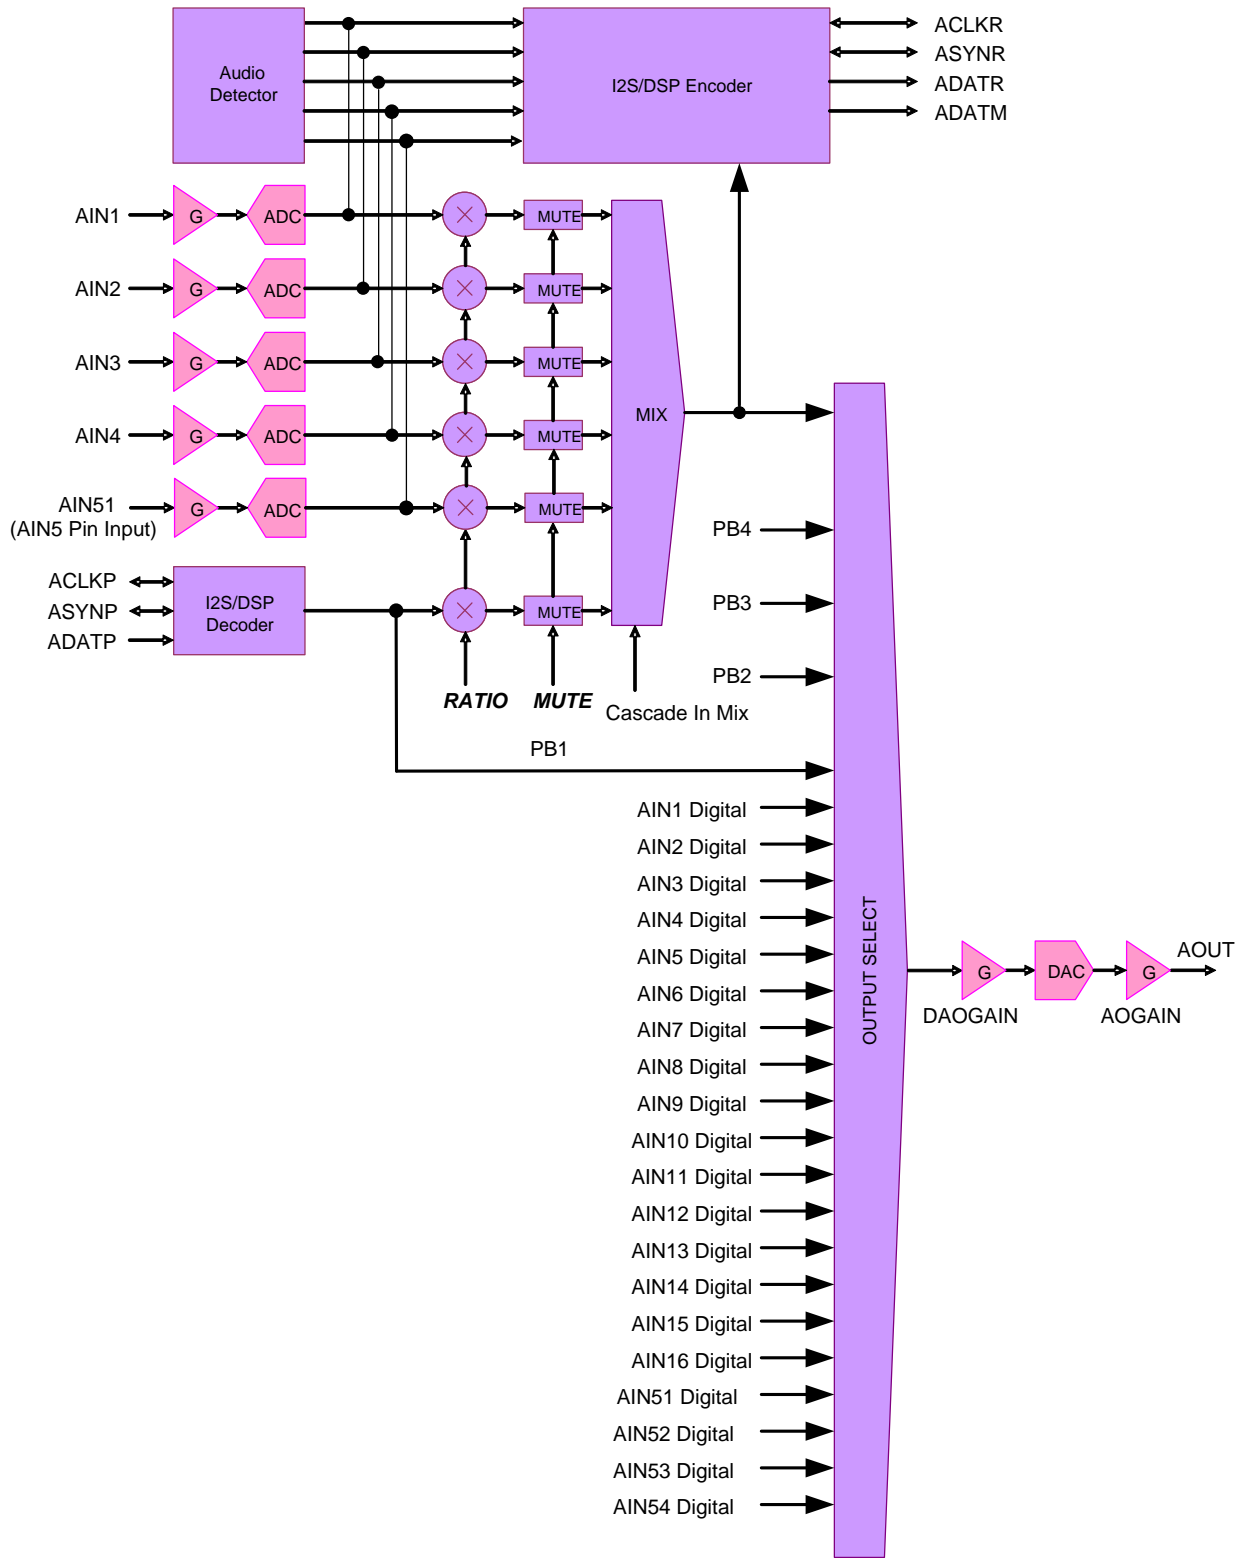 Audio
Detector
I2S/DSP Encoder
ACLKR
ASYNR
ADATR
ADATM
AIN1
G
ADC
MUTE
AIN2
G
ADC
MUTE
AIN3
G
ADC
MUTE
AIN4
G
ADC
MUTE
AIN51
(AIN5 Pin Input)
G
ADC
MUTE
MIX
ACLKP
ASYNP
ADATP
I2S/DSP
Decoder
MUTE
RATIO
MUTE
Cascade In Mix
PB4
PB3
PB2
PB1
AIN1 Digital
AIN2 Digital
AIN3 Digital
AIN4 Digital
AIN5 Digital
AIN6 Digital
AIN7 Digital
AIN8 Digital
AIN9 Digital
AIN10 Digital
AIN11 Digital
AIN12 Digital
AIN13 Digital
AIN14 Digital
AIN15 Digital
AIN16 Digital
AIN51 Digital
AIN52 Digital
AIN53 Digital
AIN54 Digital
OUTPUT SELECT
G
DAOGAIN
DAC
G
AOGAIN
AOUT